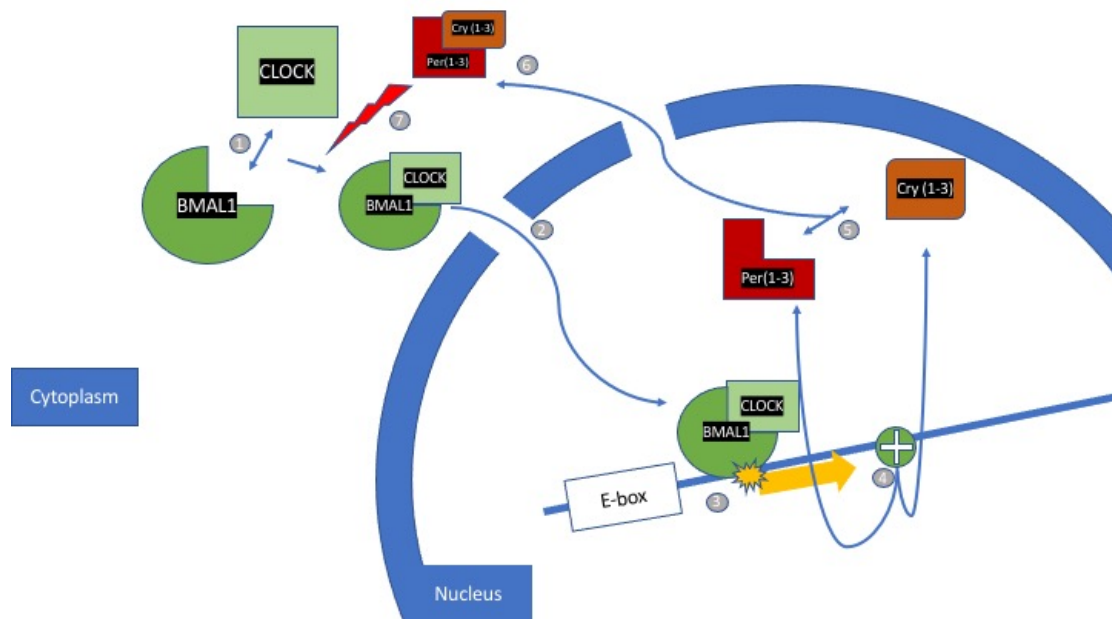 Cry (1-3)
Per(1-3)
CLOCK
6
7
1
BMAL1
CLOCK
BMAL1
2
Cry (1-3)
5
Per(1-3)
Cytoplasm
CLOCK
BMAL1
4
3
E-box
Nucleus